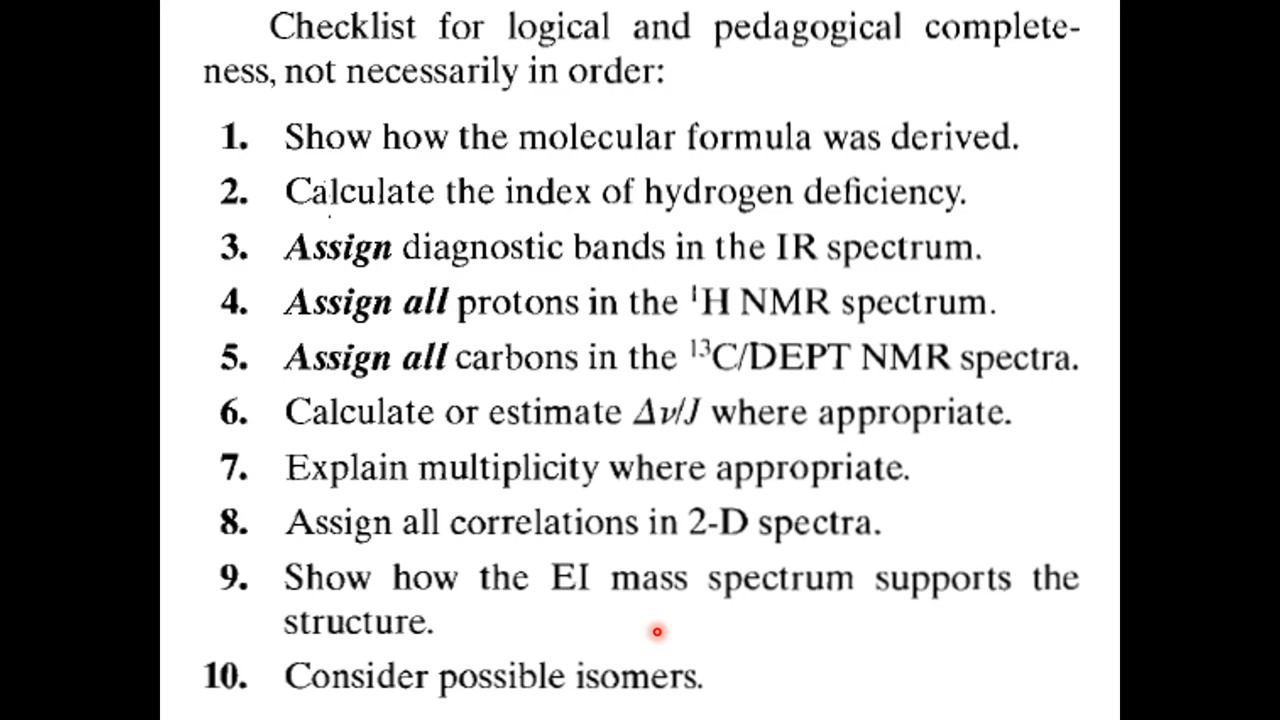 Checklist for logical and pedagogical complete-
ness, not necessarily in order:
1. Show how the molecular formula was derived.
2. Calculate the index of hydrogen deficiency.
3. Assign diagnostic bands in the IR spectrum.
4. Assign all protons in the ¹H NMR spectrum.
5. Assign all carbons in the ¹³C/DEPT NMR spectra.
6. Calculate or estimate Δν/J where appropriate.
7. Explain multiplicity where appropriate.
8. Assign all correlations in 2-D spectra.
9. Show how the EI mass spectrum supports the
structure.
10. Consider possible isomers.